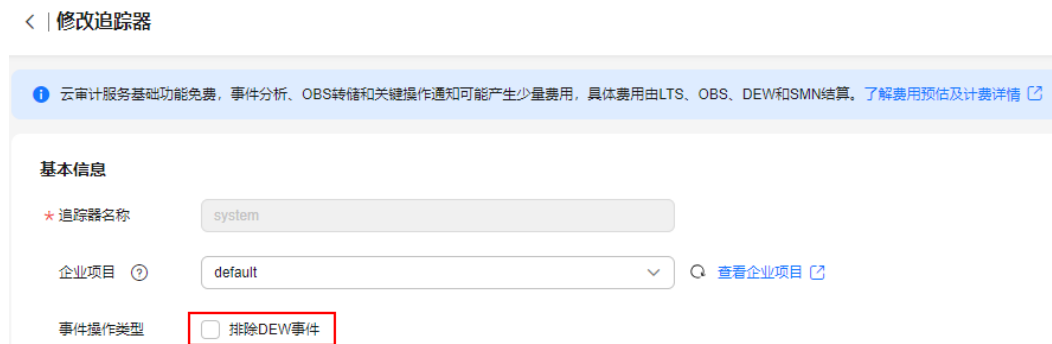 修改追踪器
云审计服务基础功能免费，事件分析、OBS转储和关键操作通知可能产生少量费用，具体费用由LTS、OBS、DEW和SMN结算。了解费用预估及计费详情
基本信息
* 追踪器名称 system
企业项目 ? default 查看企业项目
事件操作类型 排除DEW事件